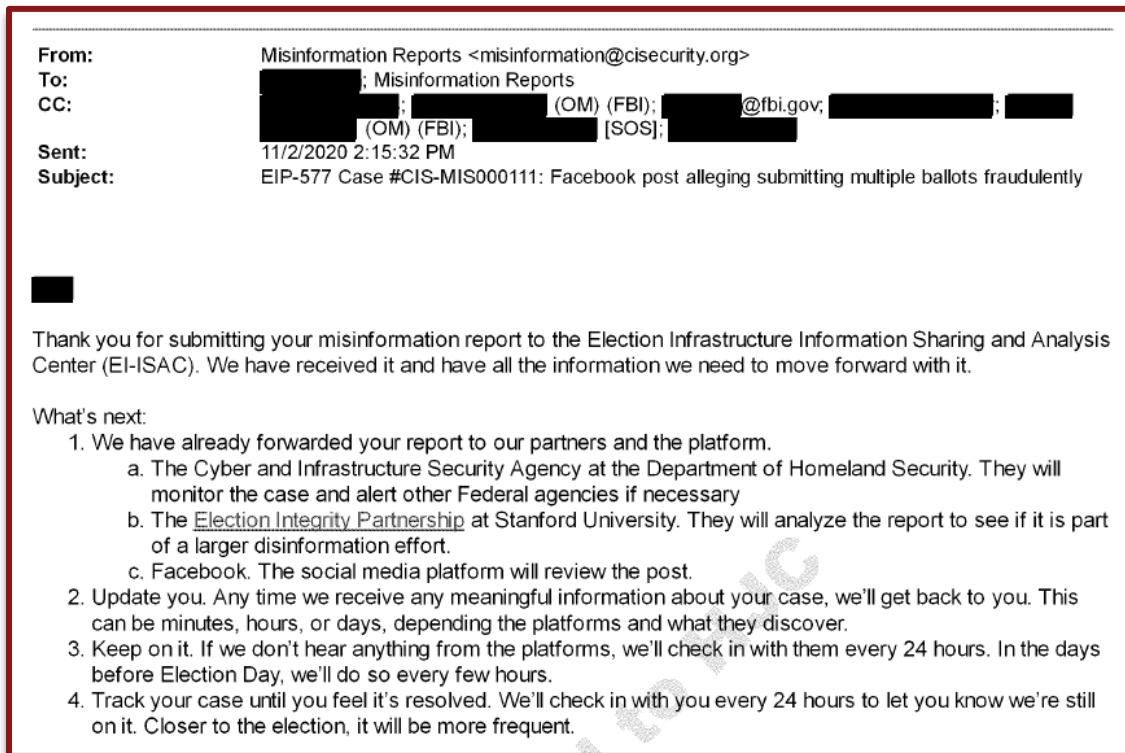 From: Misinformation Reports <misinformation@cisecurity.org>
To: ; Misinformation Reports
CC: ; (OM) (FBI); @fbi.gov; ;
(OM) (FBI); [SOS];
Sent: 11/2/2020 2:15:32 PM
Subject: EIP-577 Case #CIS-MIS000111: Facebook post alleging submitting multiple ballots fraudulently
Thank you for submitting your misinformation report to the Election Infrastructure Information Sharing and Analysis
Center (EI-ISAC). We have received it and have all the information we need to move forward with it.
What's next:
1. We have already forwarded your report to our partners and the platform.
a. The Cyber and Infrastructure Security Agency at the Department of Homeland Security. They will
monitor the case and alert other Federal agencies if necessary
b. The Election Integrity Partnership at Stanford University. They will analyze the report to see if it is part
of a larger disinformation effort.
c. Facebook. The social media platform will review the post.
2. Update you. Any time we receive any meaningful information about your case, we'll get back to you. This
can be minutes, hours, or days, depending the platforms and what they discover.
3. Keep on it. If we don't hear anything from the platforms, we'll check in with them every 24 hours. In the days
before Election Day, we'll do so every few hours.
4. Track your case until you feel it's resolved. We'll check in with you every 24 hours to let you know we're still
on it. Closer to the election, it will be more frequent.
to HJC